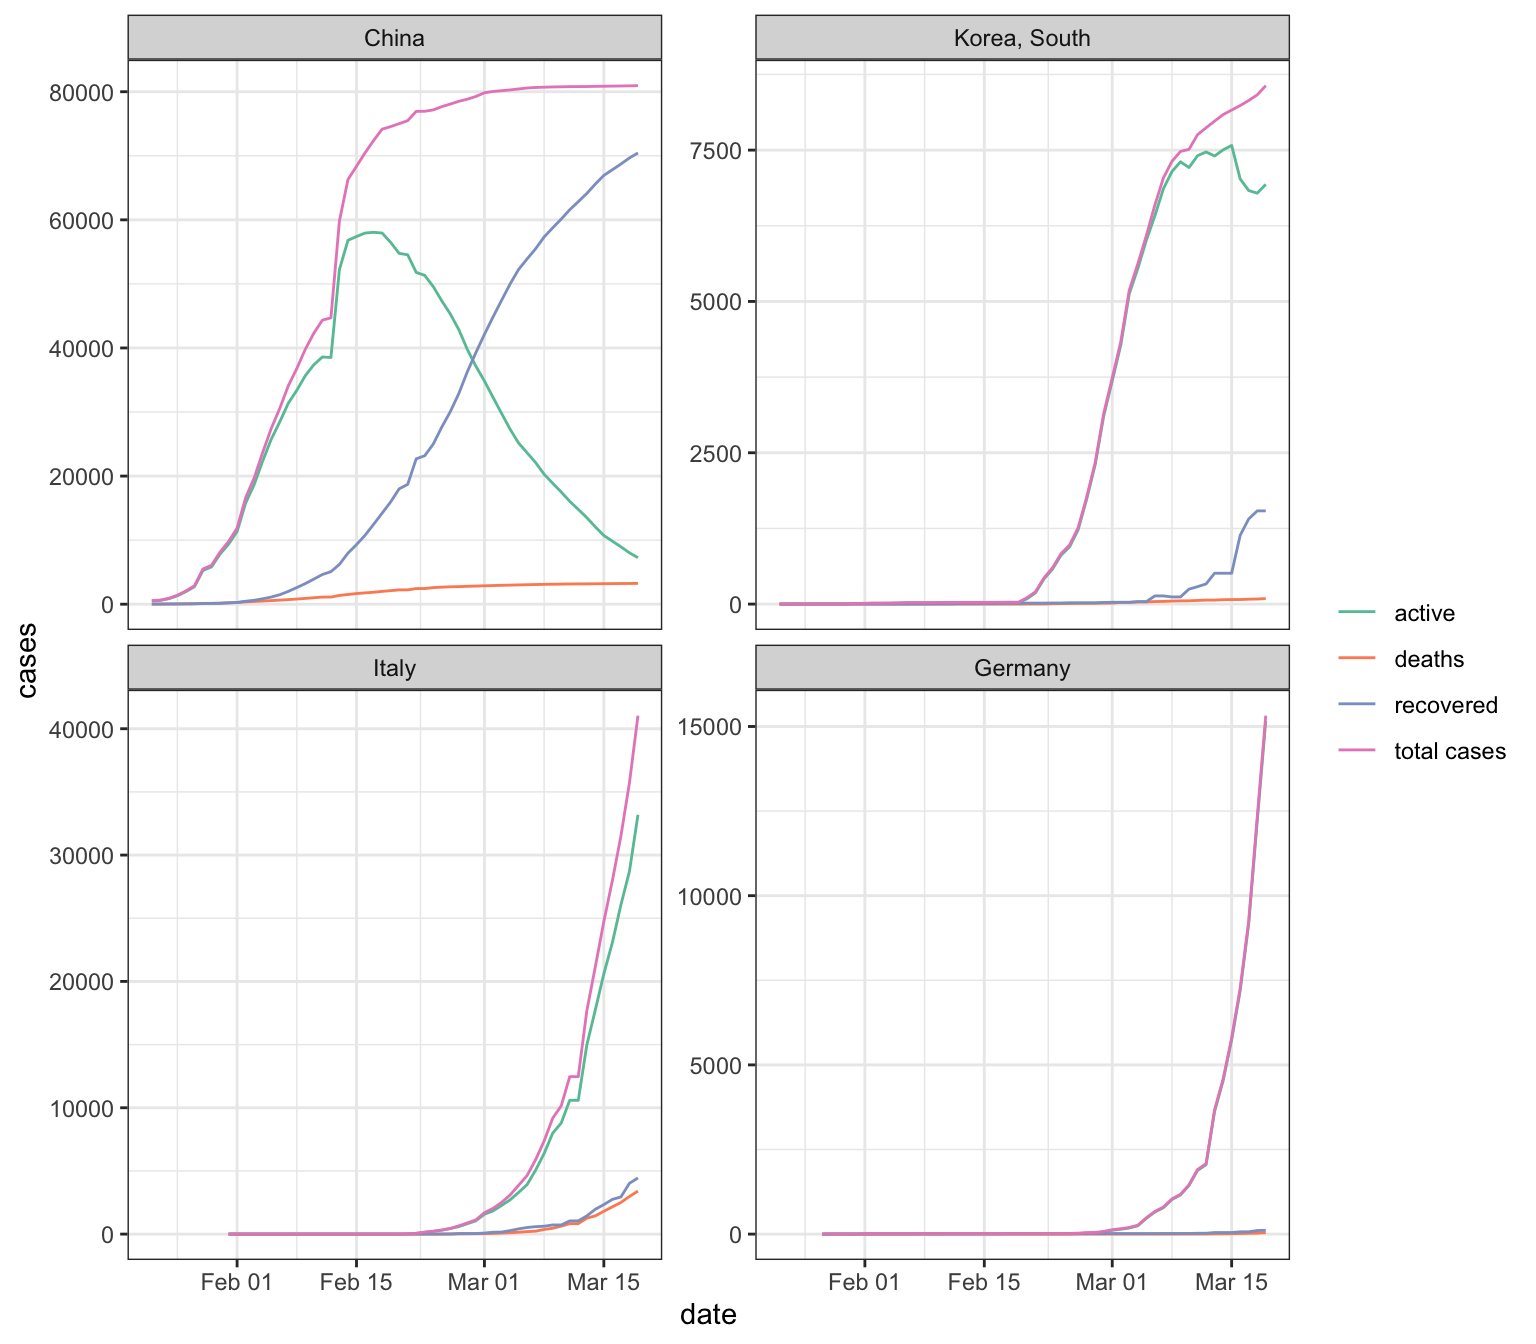 China
Korea, South
80000
60000
40000
20000
0
7500
5000
2500
0
Italy
Germany
40000
30000
20000
10000
0
15000
10000
5000
0
Feb 01
Feb 15
Mar 01
Mar 15
Feb 01
Feb 15
Mar 01
Mar 15
date
cases
active
deaths
recovered
total cases